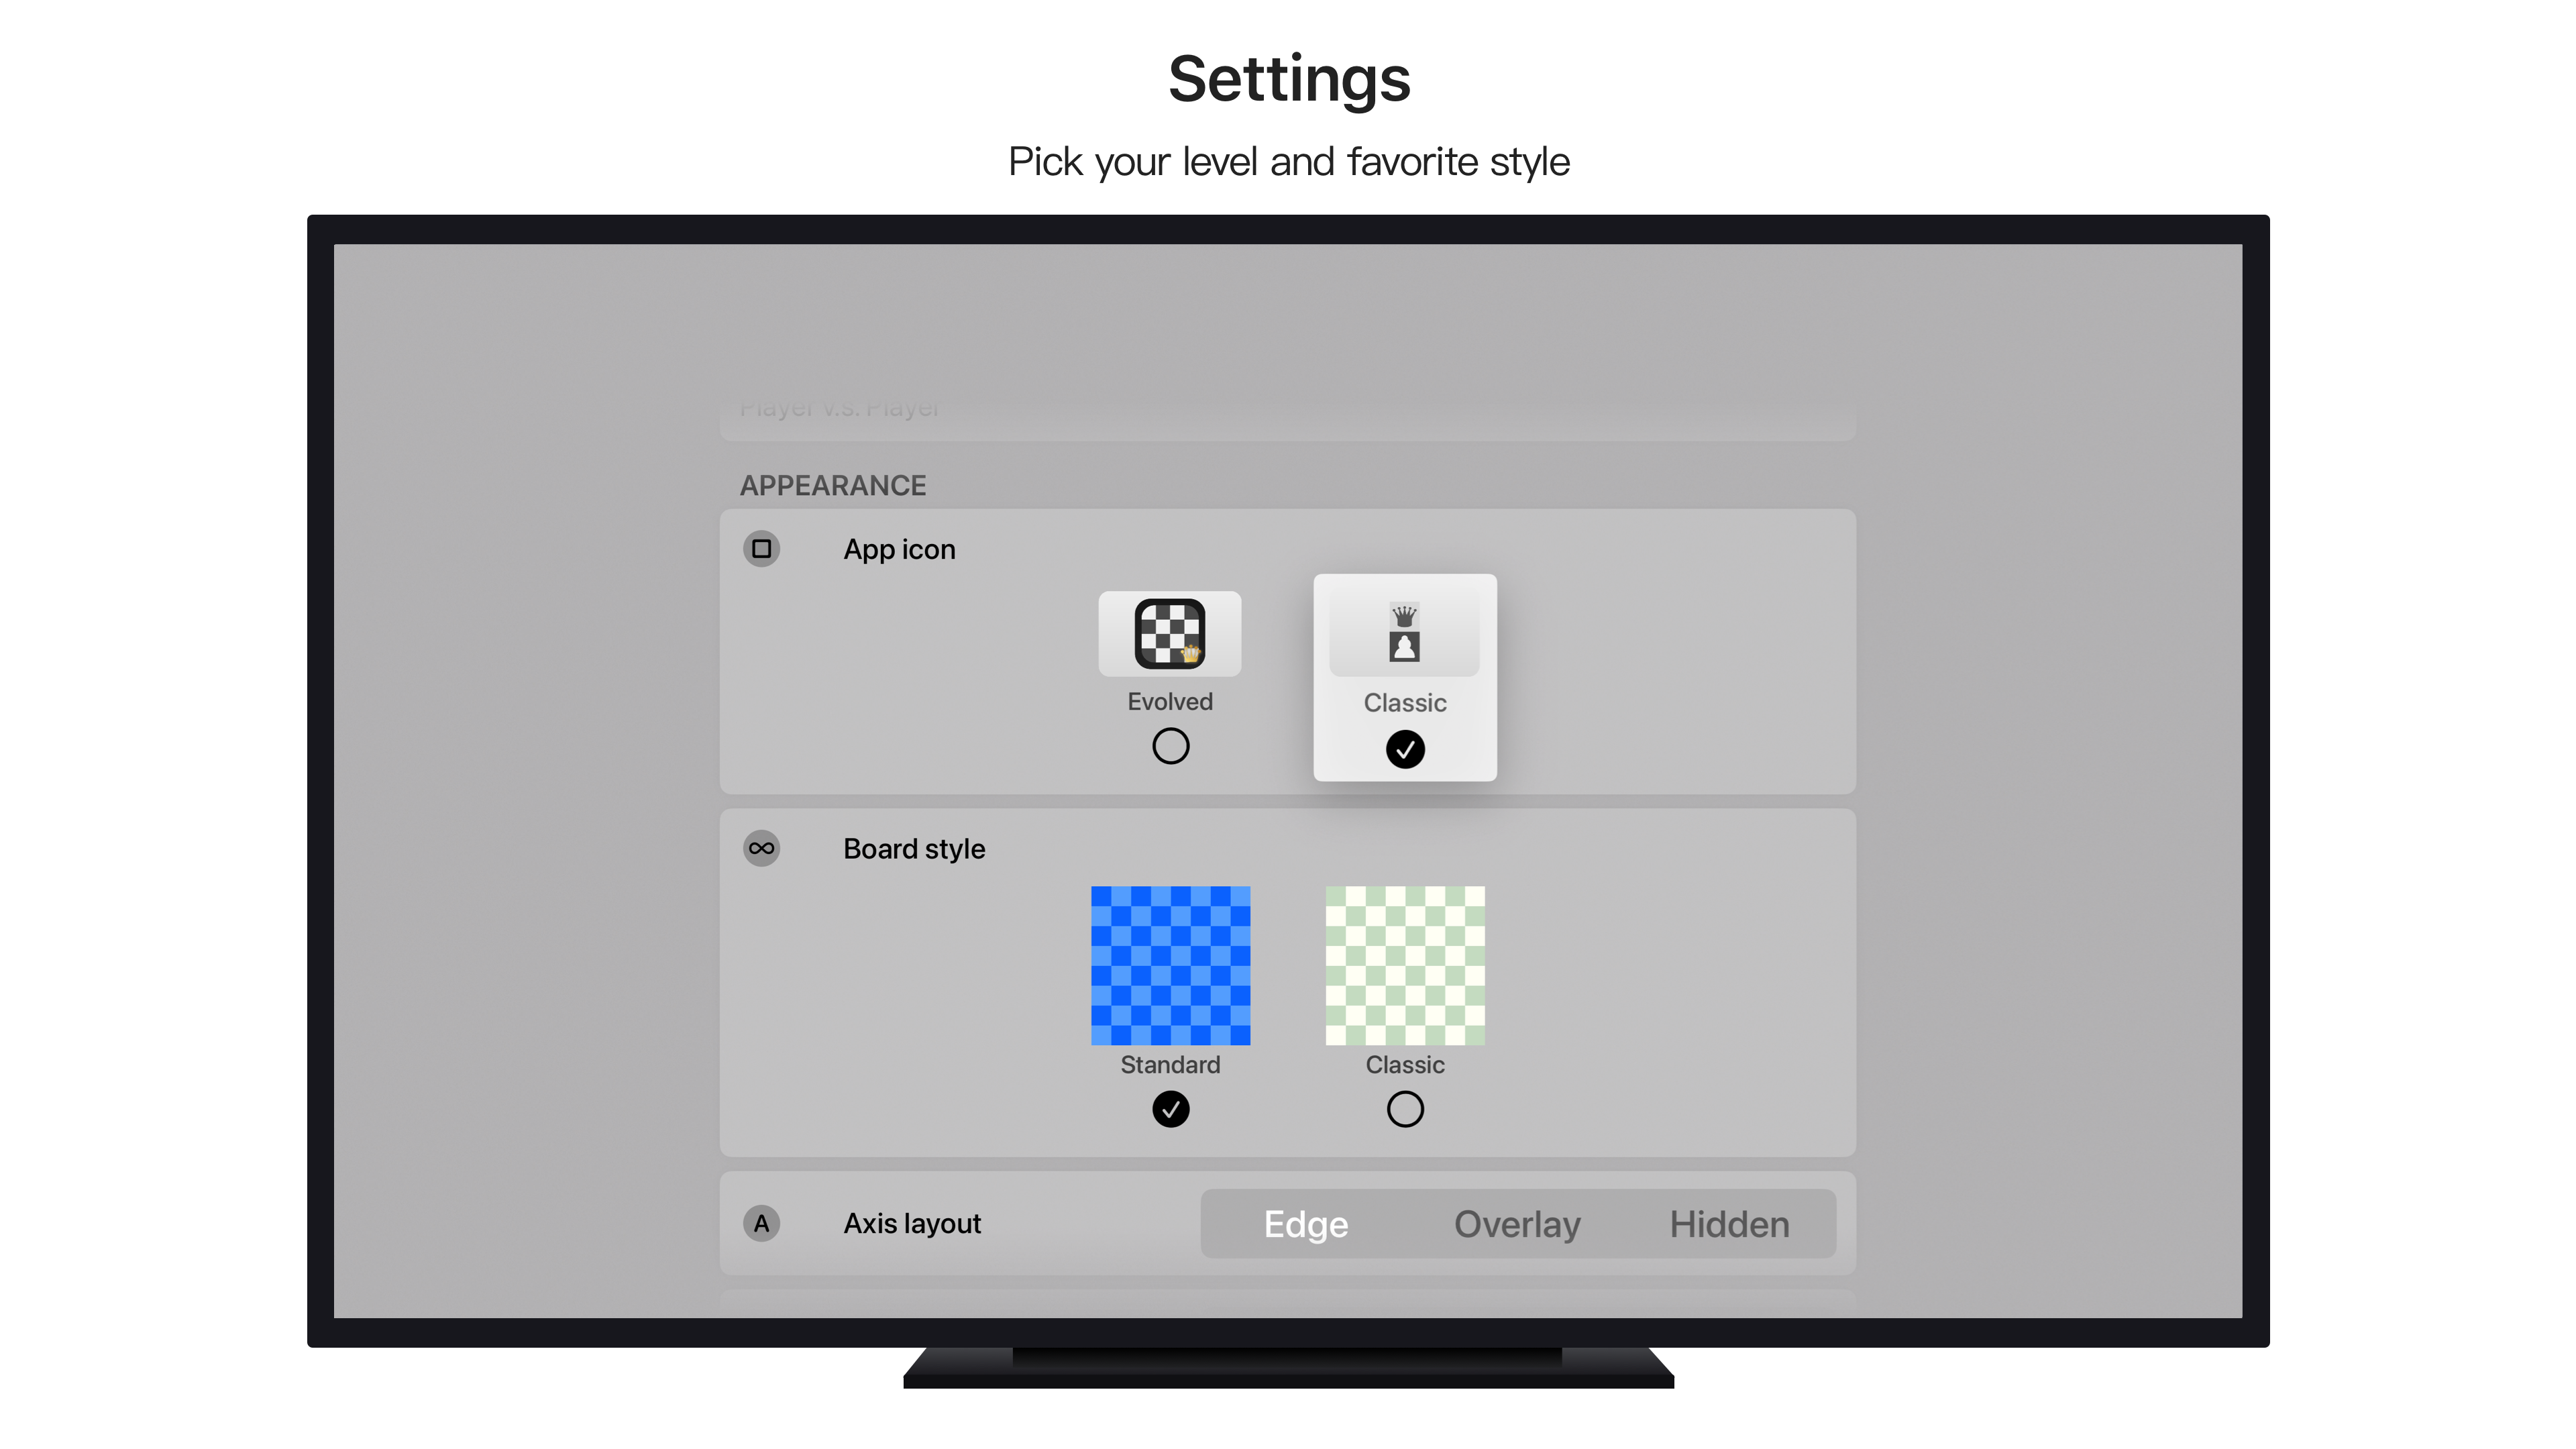 Settings
Pick your level and favorite style
Player v.s. Player
APPEARANCE
App icon
Evolved
Classic
Board style
Standard
Classic
A
Axis layout
Edge
Overlay
Hidden